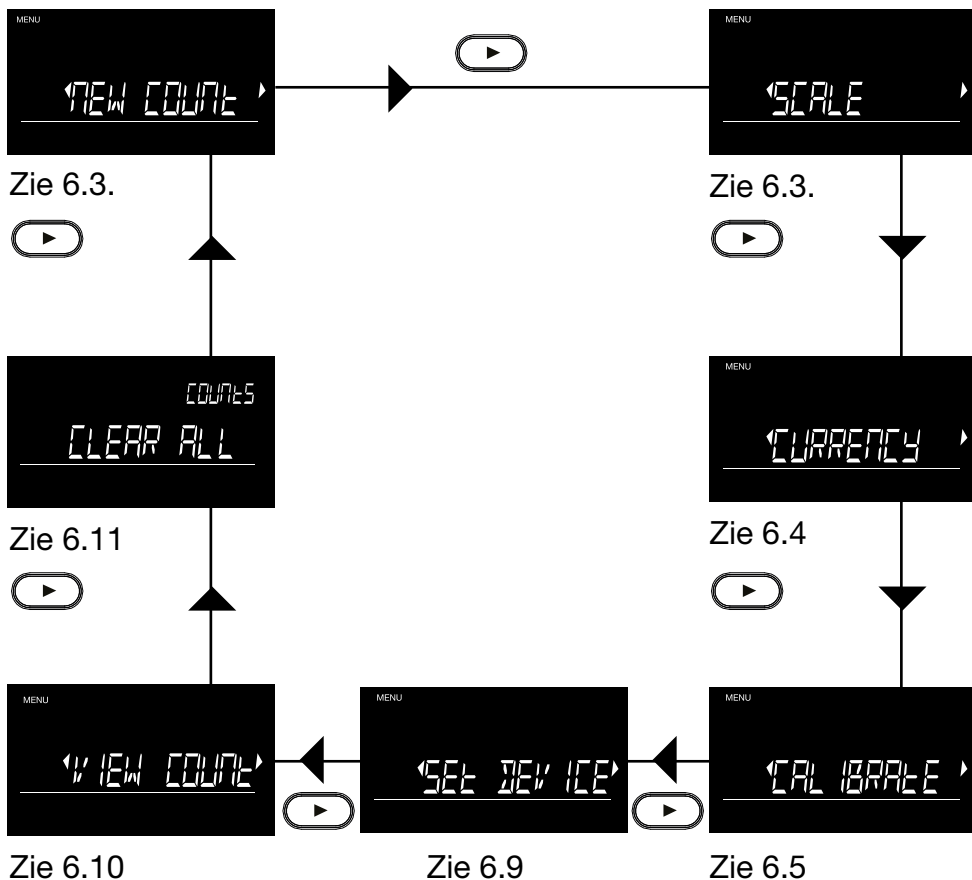 MENU
NEW COUNt
Zie 6.3.
MENU
SCALE
Zie 6.3.
COUNtS
CLEAR ALL
Zie 6.11
MENU
CURRENCY
Zie 6.4
MENU
VIEW COUNt
Zie 6.10
MENU
SEt DEVICE
Zie 6.9
MENU
CALIBRAtE
Zie 6.5